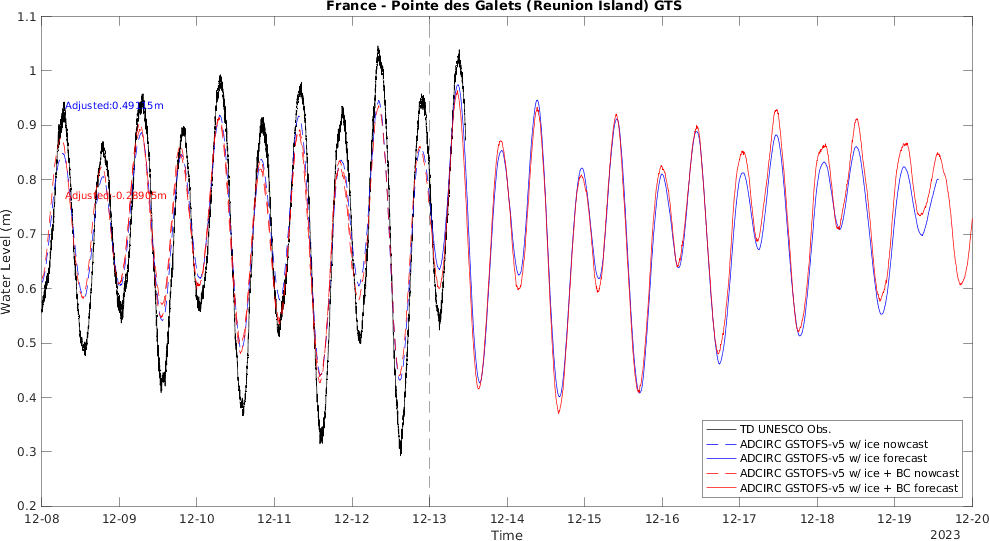 France - Pointe des Galets (Reunion Island) GTS
1.1
1
0.9
0.8
0.7
0.6
0.5
0.4
0.3
0.2
Water Level (m)
Adjusted:0.49115m
TD UNESCO Obs.
ADCIRC GSTOFS-v5 w/ ice nowcast
ADCIRC GSTOFS-v5 w/ ice forecast
ADCIRC GSTOFS-v5 w/ ice + BC nowcast
ADCIRC GSTOFS-v5 w/ ice + BC forecast
12-08 12-09 12-10 12-11 12-12 12-13 12-14 12-15 12-16 12-17 12-18 12-19 12-20
Time
2023